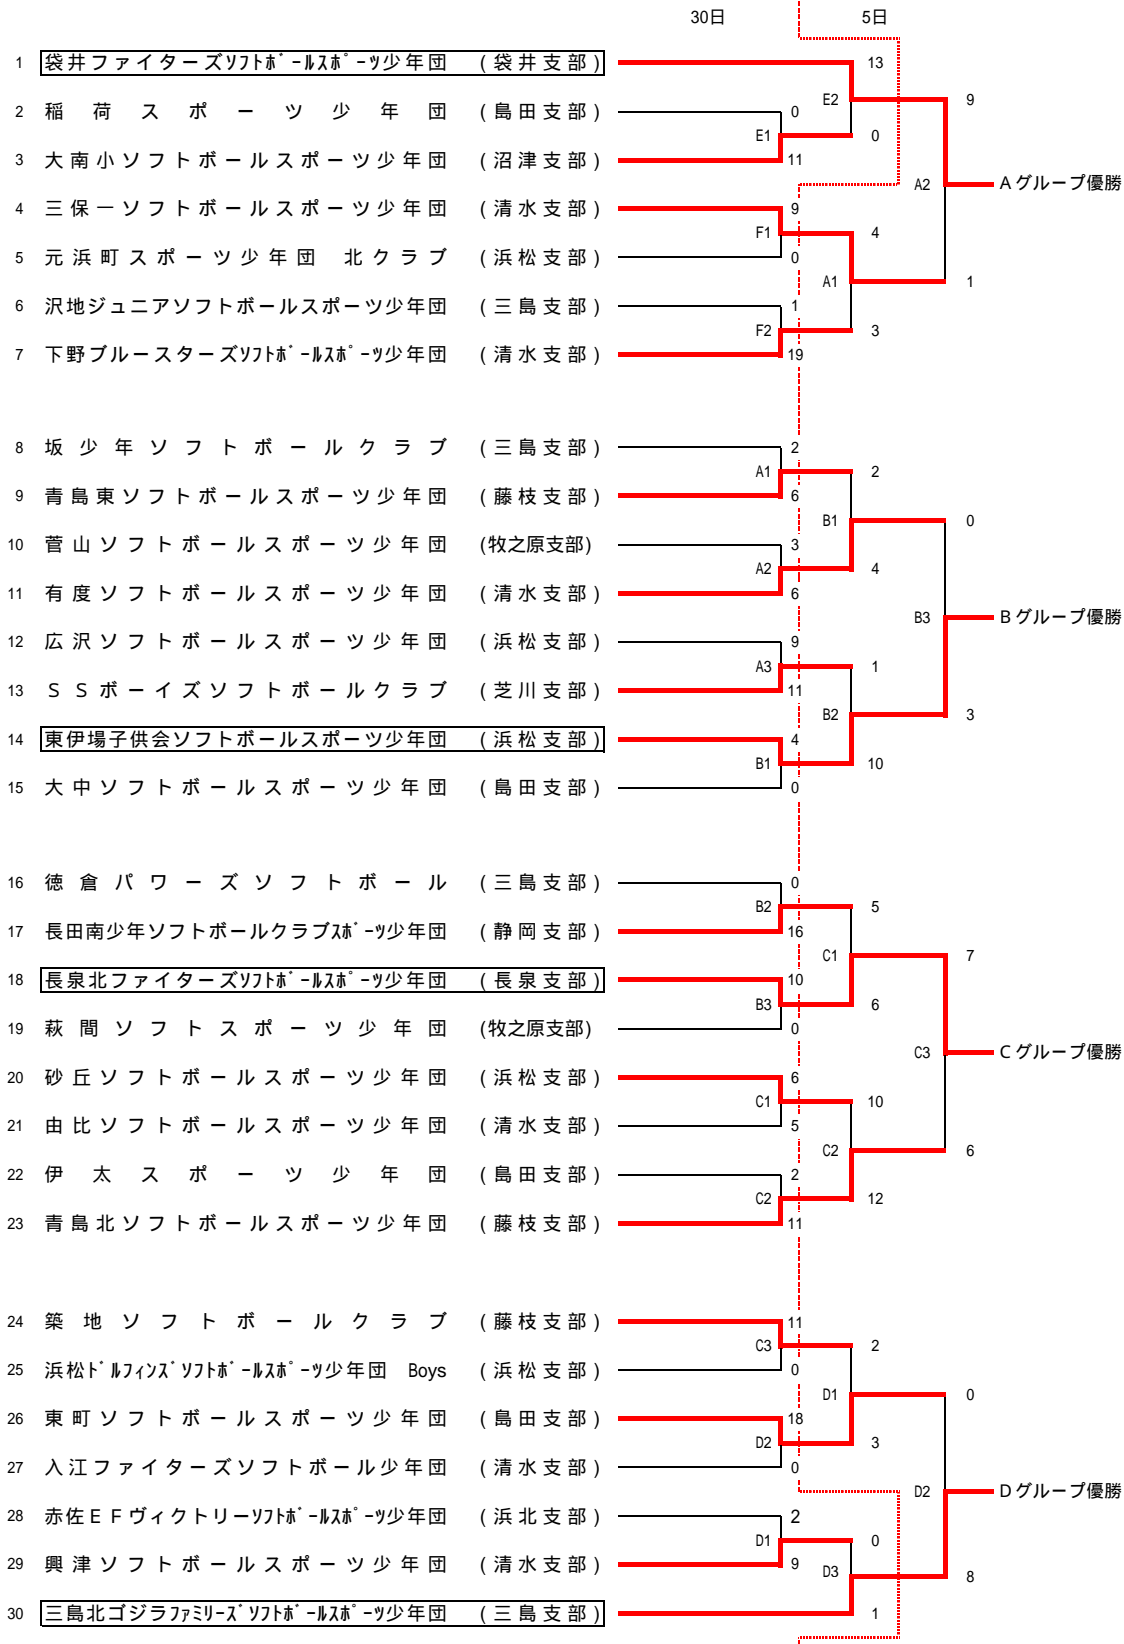 30日 5日
1 袋井ファイターズｿﾌﾄﾎﾞｰﾙｽﾎﾟｰﾂ少年団 (袋井支部) 13
E2 9
2 稲荷スポーツ少年団 (島田支部) 0
E1 0
3 大南小ソフトボールスポーツ少年団 (沼津支部) 11
A2 Aグループ優勝
4 三保一ソフトボールスポーツ少年団 (清水支部) 9
F1 4
5 元浜町スポーツ少年団 北クラブ (浜松支部) 0
A1 1
6 沢地ジュニアソフトボールスポーツ少年団 (三島支部) 1
F2 3
7 下野ブルースターズｿﾌﾄﾎﾞｰﾙｽﾎﾟｰﾂ少年団 (清水支部) 19
8 坂少年ソフトボールクラブ (三島支部) 2
A1 2
9 青島東ソフトボールスポーツ少年団 (藤枝支部) 6
B1 0
10 菅山ソフトボールスポーツ少年団 (牧之原支部) 3
A2 4
11 有度ソフトボールスポーツ少年団 (清水支部) 6
B3 Bグループ優勝
12 広沢ソフトボールスポーツ少年団 (浜松支部) 9
A3 1
13 ＳＳボーイズソフトボールクラブ (芝川支部) 11
B2 3
14 東伊場子供会ソフトボールスポーツ少年団 (浜松支部) 4
B1 10
15 大中ソフトボールスポーツ少年団 (島田支部) 0
16 徳倉パワーズソフトボール (三島支部) 0
B2 5
17 長田南少年ソフトボールクラブｽﾎﾟｰﾂ少年団 (静岡支部) 16
C1 7
18 長泉北ファイターズｿﾌﾄﾎﾞｰﾙｽﾎﾟｰﾂ少年団 (長泉支部) 10
B3 6
19 萩間ソフトスポーツ少年団 (牧之原支部) 0
C3 Cグループ優勝
20 砂丘ソフトボールスポーツ少年団 (浜松支部) 6
C1 10
21 由比ソフトボールスポーツ少年団 (清水支部) 5
C2 6
22 伊太スポーツ少年団 (島田支部) 2
C2 12
23 青島北ソフトボールスポーツ少年団 (藤枝支部) 11
24 築地ソフトボールクラブ (藤枝支部) 11
C3 2
25 浜松ﾄﾞﾙﾌｨﾝｽﾞｿﾌﾄﾎﾞｰﾙｽﾎﾟｰﾂ少年団 Boys (浜松支部) 0
D1 0
26 東町ソフトボールスポーツ少年団 (島田支部) 18
D2 3
27 入江ファイターズソフトボール少年団 (清水支部) 0
D2 Dグループ優勝
28 赤佐ＥＦヴィクトリーｿﾌﾄﾎﾞｰﾙｽﾎﾟｰﾂ少年団 (浜北支部) 2
D1 0
29 興津ソフトボールスポーツ少年団 (清水支部) 9
D3 8
30 三島北ゴジラﾌｧﾐﾘｰｽﾞｿﾌﾄﾎﾞｰﾙｽﾎﾟｰﾂ少年団 (三島支部) 1